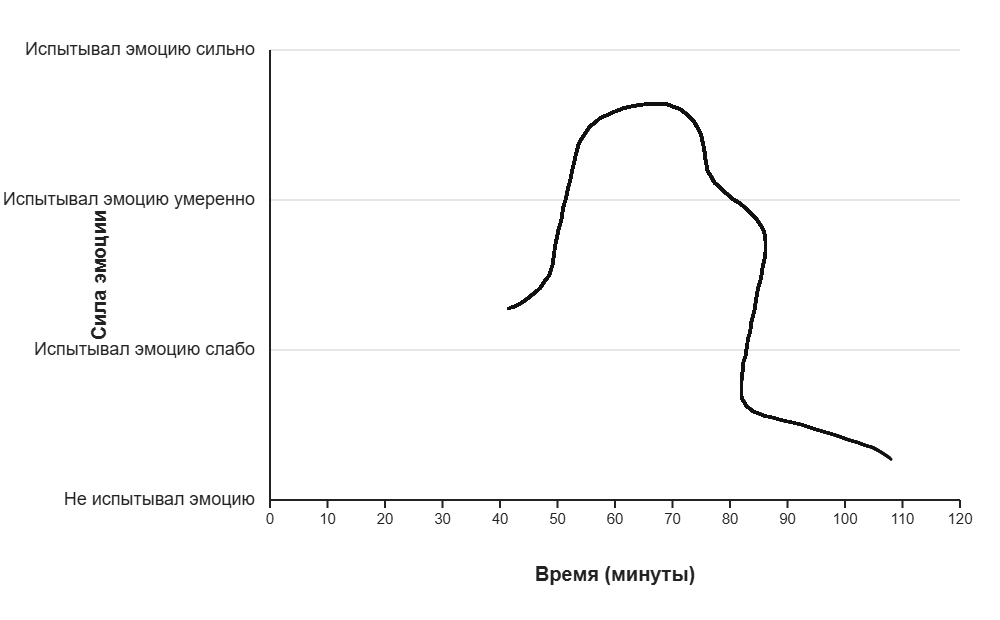 Испытывал эмоцию сильно
Испытывал эмоцию умеренно
Сила эмоции
Испытывал эмоцию слабо
Не испытывал эмоцию
0 10 20 30 40 50 60 70 80 90 100 110 120
Время (минуты)